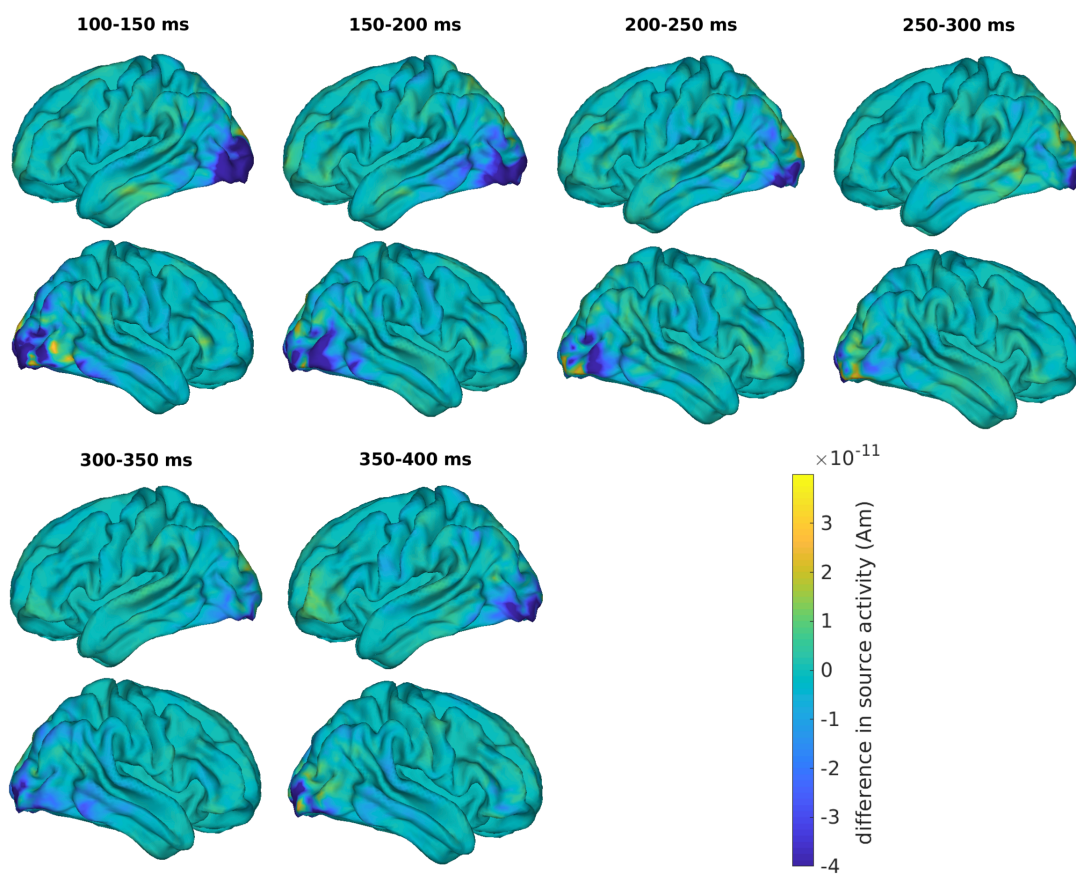 100-150 ms
150-200 ms
200-250 ms
250-300 ms
300-350 ms
350-400 ms
×10-11
3
2
1
0
-1
-2
-3
-4
difference in source activity (Am)